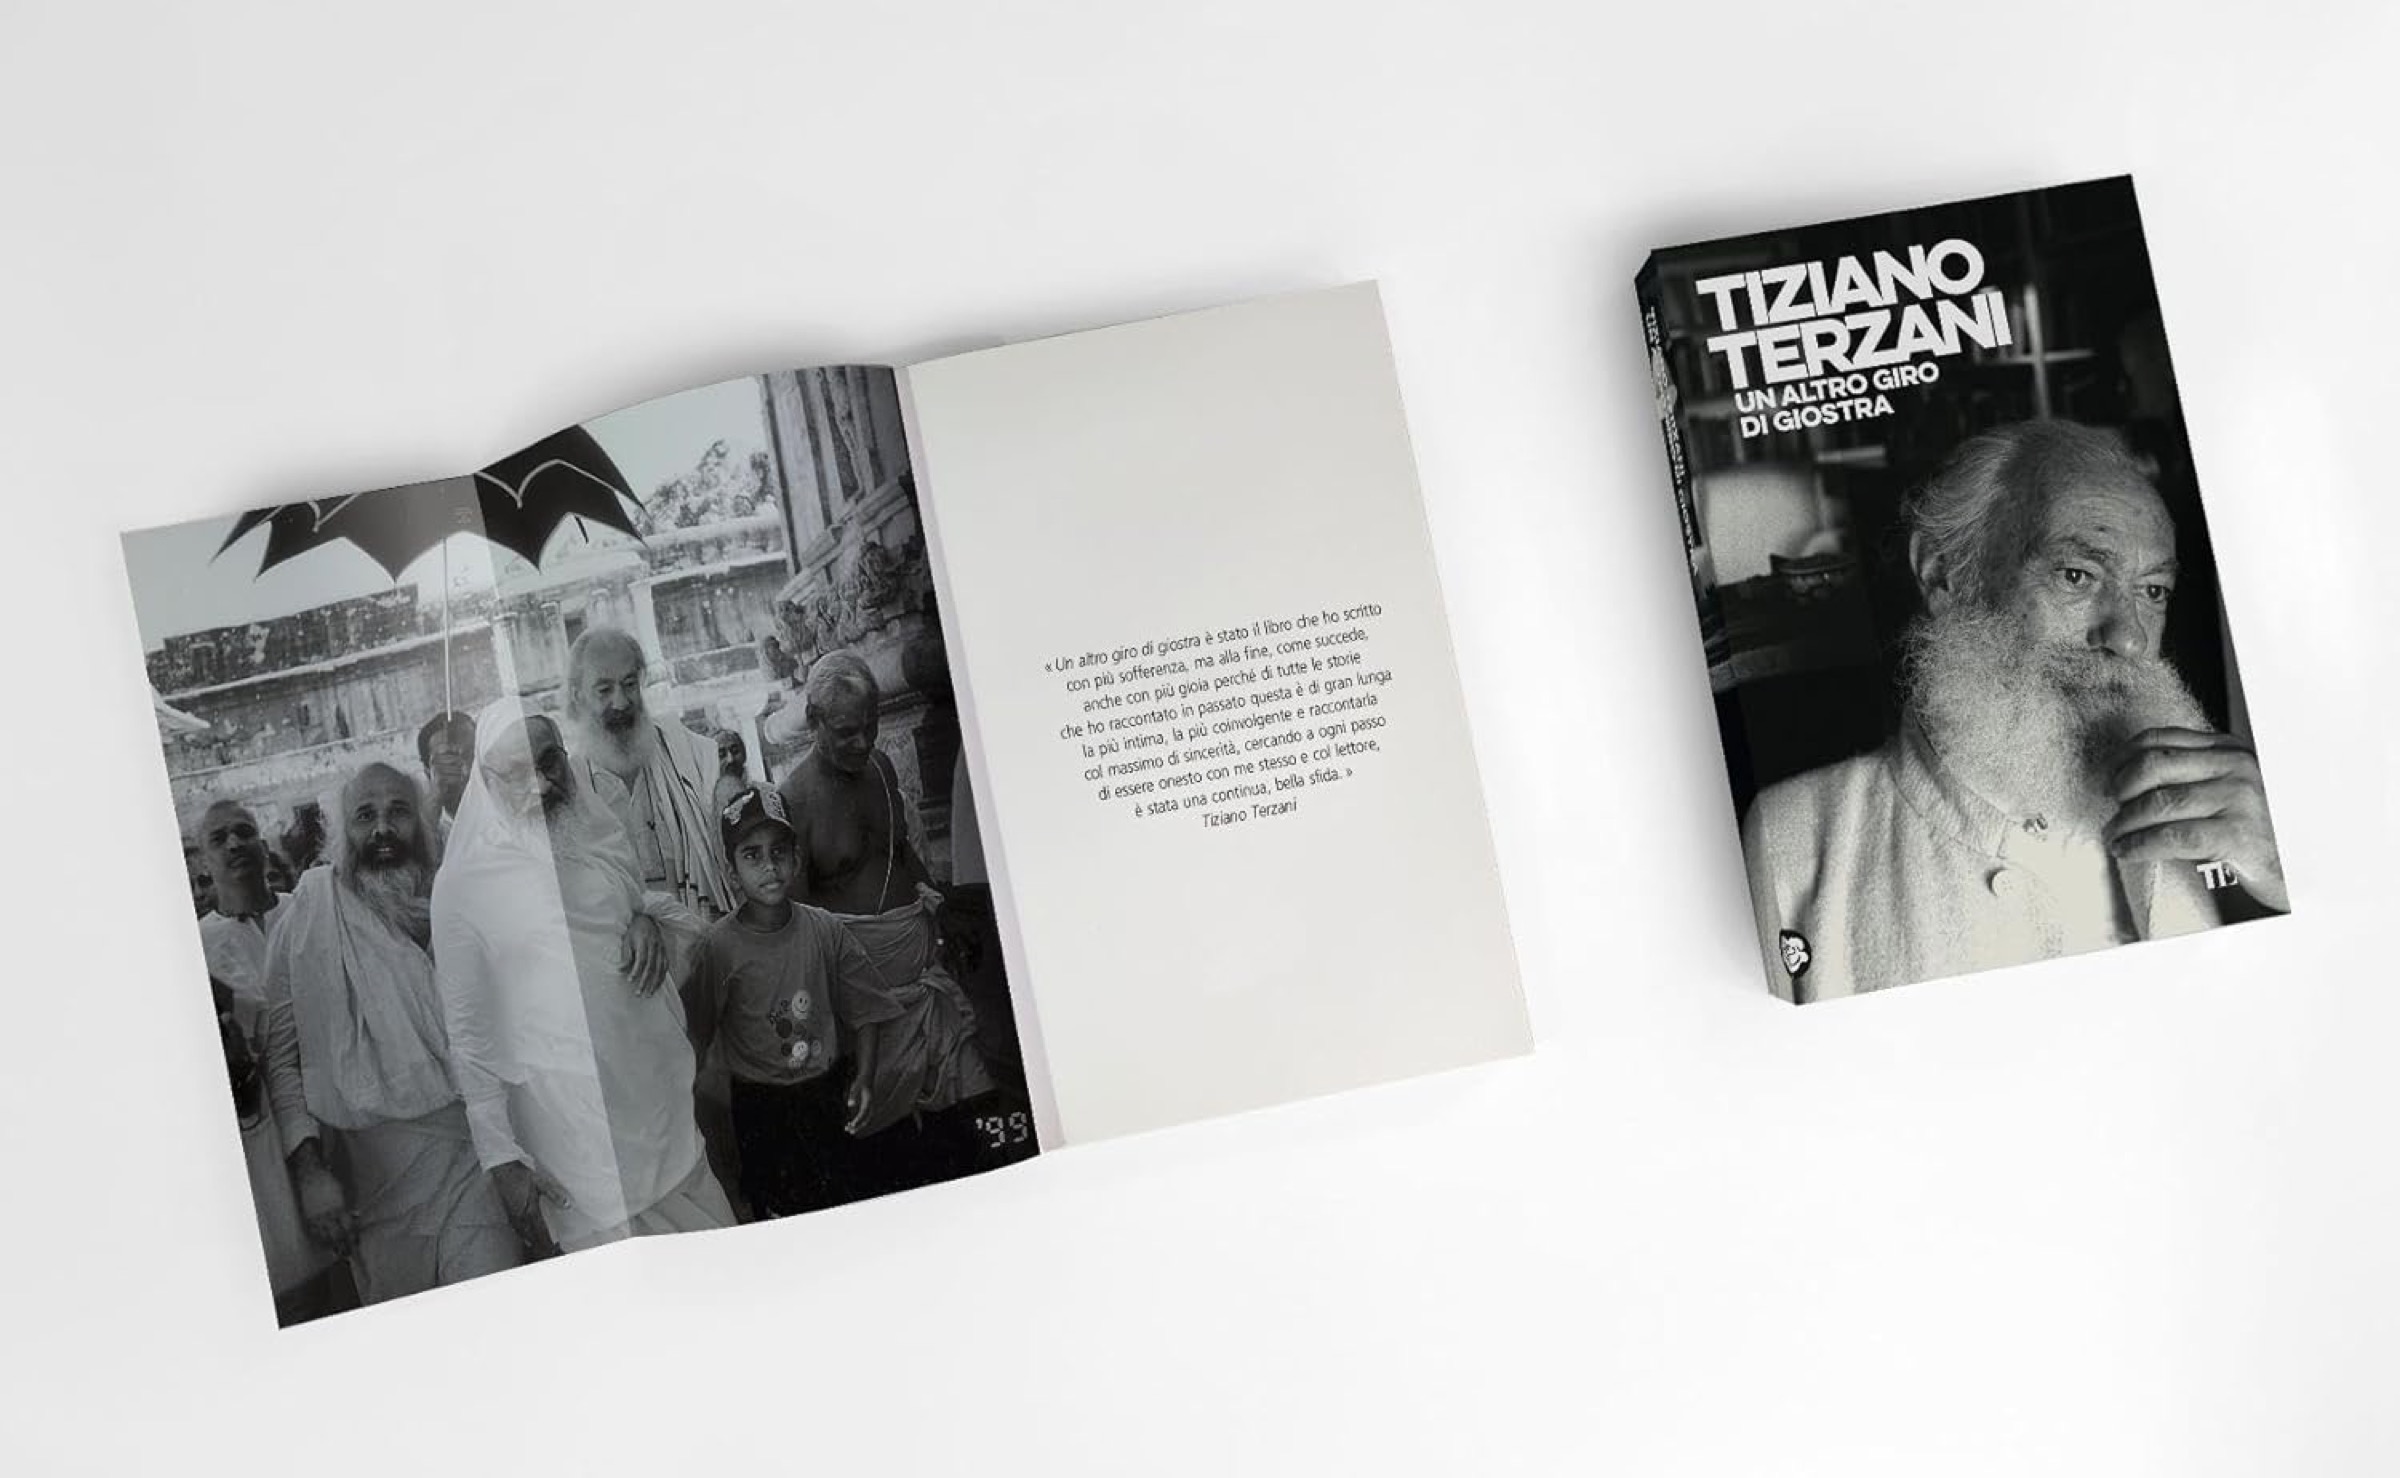 « Un altro giro di giostra è stato il libro che ho scritto
con più sofferenza, ma alla fine, come succede,
anche con più gioia perché di tutte le storie
che ho raccontato in passato questa è di gran lunga
la più intima, la più coinvolgente e raccontarla
col massimo di sincerità, cercando a ogni passo
di essere onesto con me stesso e col lettore,
è stata una continua, bella sfida. »
Tiziano Terzani
'99
TIZIANO
TERZANI
UN ALTRO GIRO
DI GIOSTRA